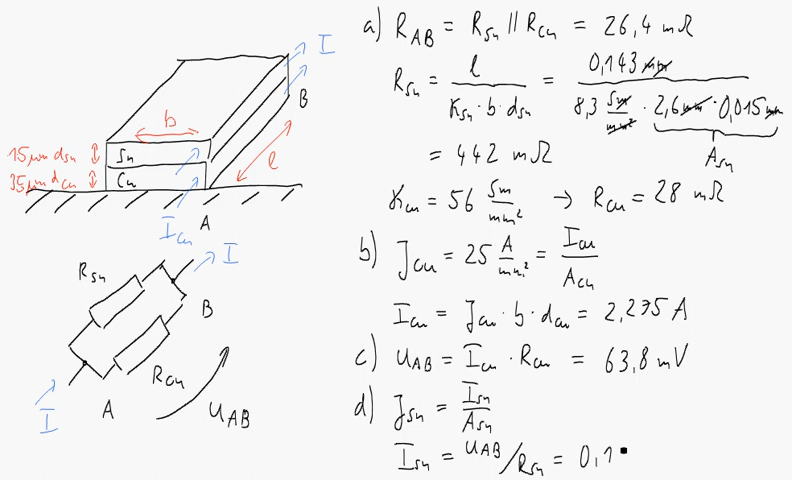 I
B
b
15μm dsn
Sn
35μm dcu
Cu
l
Icu
A
Rsn
I
B
Rcu
I
A
UAB
a) RAB = Rsn // Rcu = 26,4 mΩ
Rsn = l / κsn · b · dsn = 0,143 mm / 8,3 Sm/mm² · 2,6 mm · 0,015 mm
Asn
= 442 mΩ
κcu = 56 Sm/mm² → Rcu = 28 mΩ
b) Jcu = 25 A/mm² = Icu / Acu
Icu = Jcu · b · dcu = 2,275 A
c) UAB = Icu · Rcu = 63,8 mV
d) Jsn = Isn / Asn
Isn = UAB / Rsn = 0,1